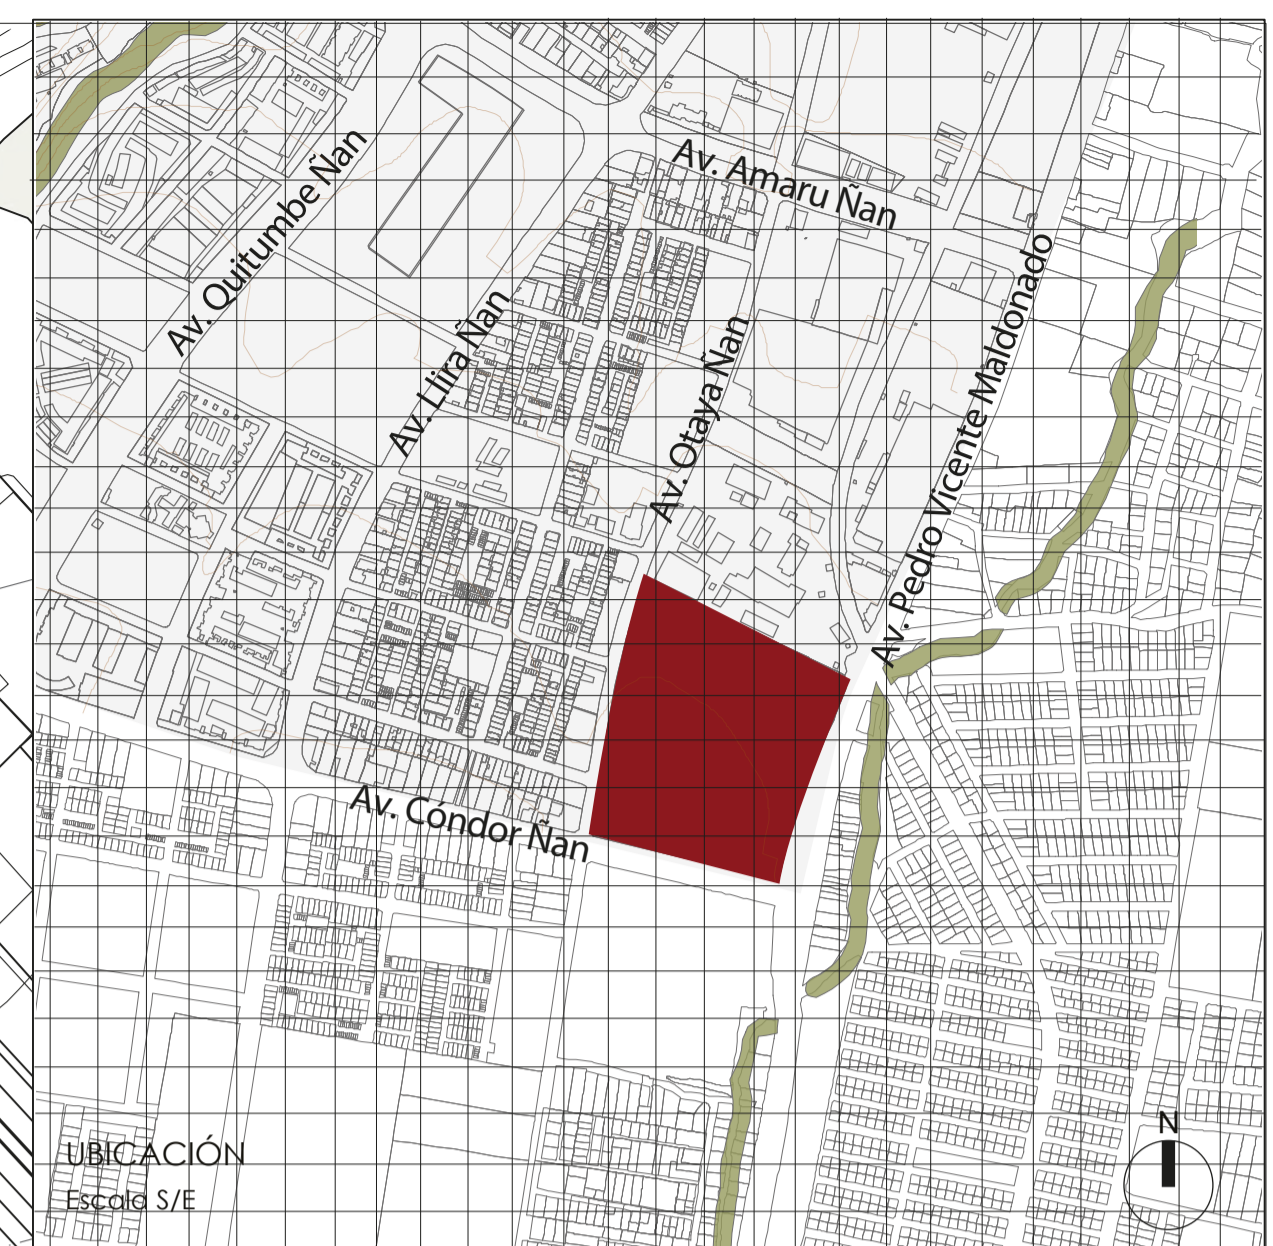 Av. Amaru Ñan
Av. Quitumbe Ñan
Av. Llira Ñan
Av. Otaya Ñan
Av. Pedro Vicente Maldonado
Av. Cóndor Ñan
N
UBICACIÓN
Escala S/E